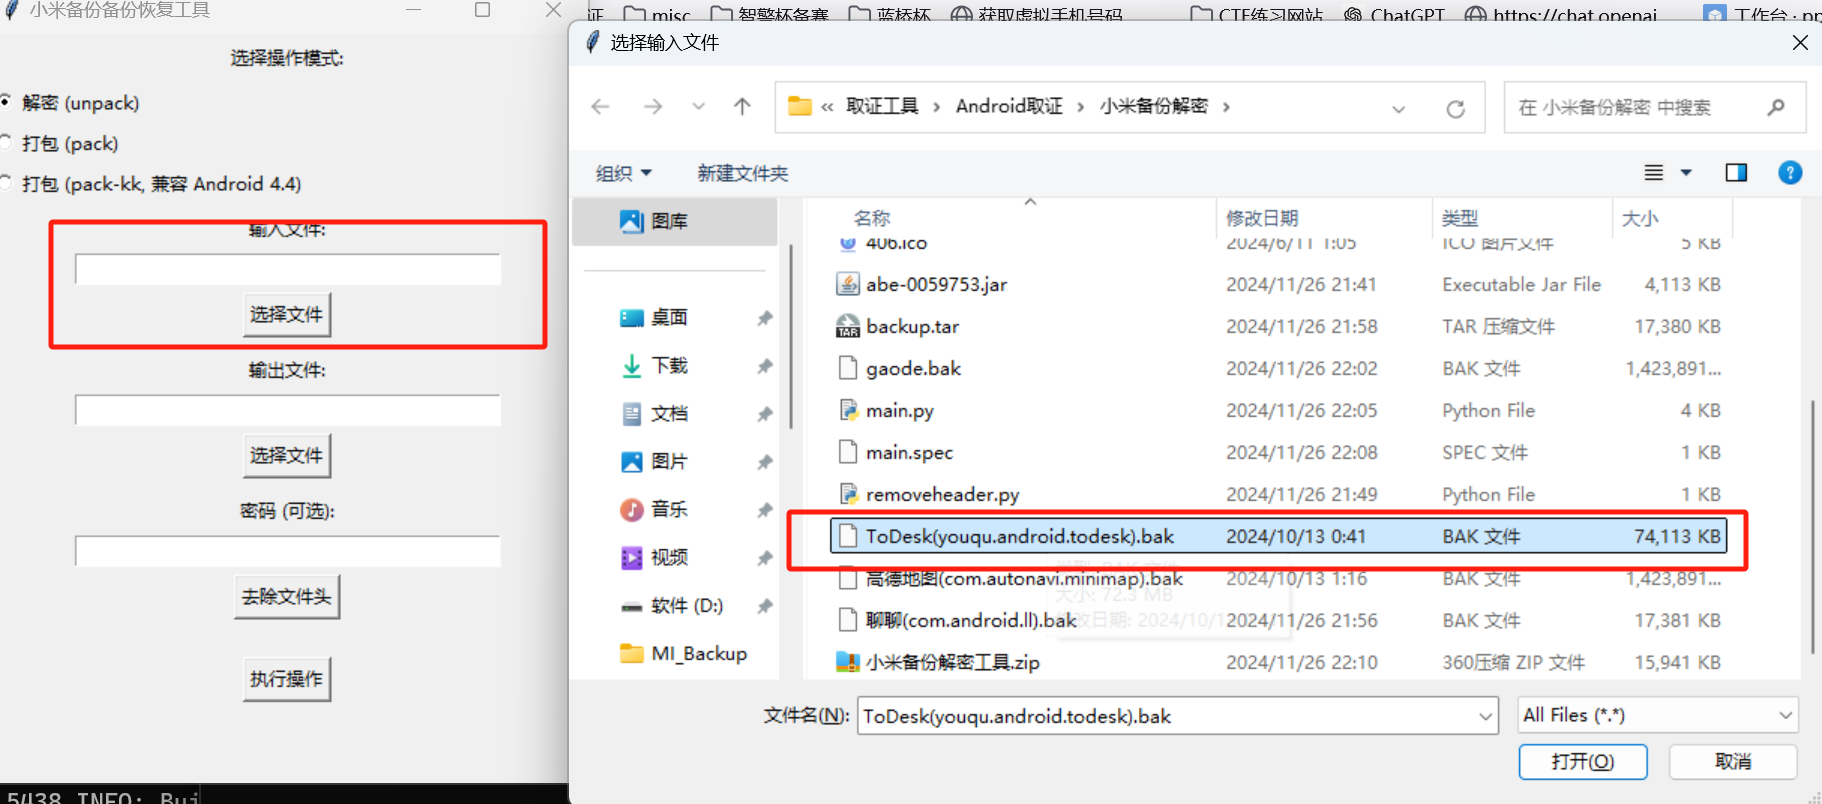 小米备份备份恢复工具
选择操作模式:
解密 (unpack)
打包 (pack)
打包 (pack-kk, 兼容 Android 4.4)
输入文件:
选择文件
输出文件:
选择文件
密码 (可选):
去除文件头
执行操作
5438 INFO: Bui
证 misc 智警杯备赛 蓝桥杯 获取虚拟手机号码 CTF练习网站 ChatGPT https://chat.openai 工作台 · pp
选择输入文件
« 取证工具 › Android取证 › 小米备份解密 ›
在 小米备份解密 中搜索
组织 新建文件夹
图库
桌面
下载
文档
图片
音乐
视频
软件 (D:)
MI_Backup
名称 修改日期 类型 大小
406.ico 2024/6/11 1:05 ICO 图片文件 5 KB
abe-0059753.jar 2024/11/26 21:41 Executable Jar File 4,113 KB
TAR backup.tar 2024/11/26 21:58 TAR 压缩文件 17,380 KB
gaode.bak 2024/11/26 22:02 BAK 文件 1,423,891...
main.py 2024/11/26 22:05 Python File 4 KB
main.spec 2024/11/26 22:08 SPEC 文件 1 KB
removeheader.py 2024/11/26 21:49 Python File 1 KB
ToDesk(youqu.android.todesk).bak 2024/10/13 0:41 BAK 文件 74,113 KB
类型: BAK 文件
高德地图(com.autonavi.minimap).bak 2024/10/13 1:16 BAK 文件 1,423,891...
大小: 72.3 MB
聊聊(com.android.ll).bak 2024/11/26 21:56 BAK 文件 17,381 KB
修改日期: 2024/10/1
小米备份解密工具.zip 2024/11/26 22:10 360压缩 ZIP 文件 15,941 KB
文件名(N): ToDesk(youqu.android.todesk).bak All Files (*.*)
打开(O) 取消